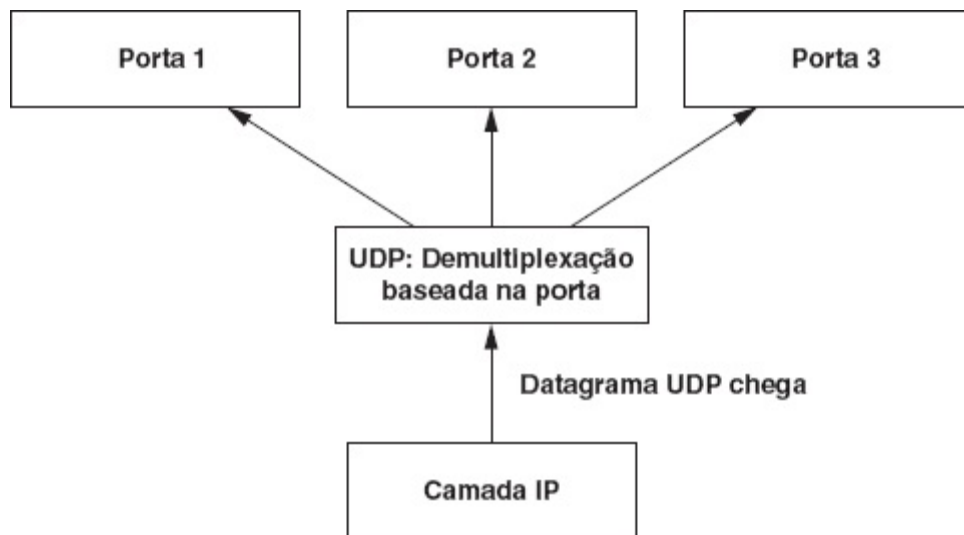 Porta 1
Porta 2
Porta 3
UDP: Demultiplexação
baseada na porta
Datagrama UDP chega
Camada IP